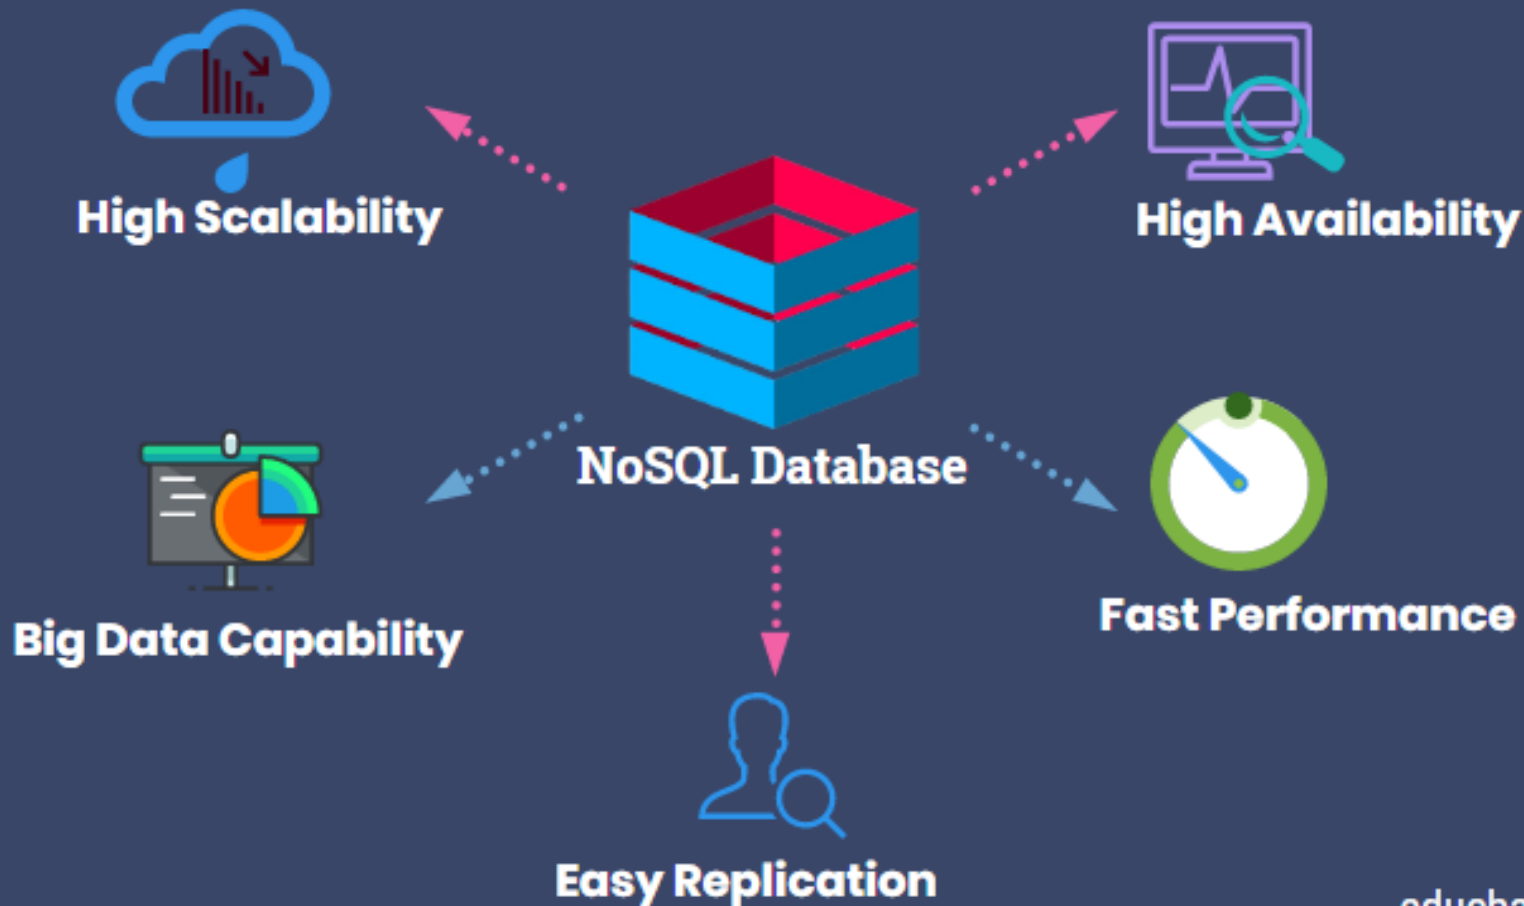 High Scalability
High Availability
NoSQL Database
Big Data Capability
Fast Performance
Easy Replication